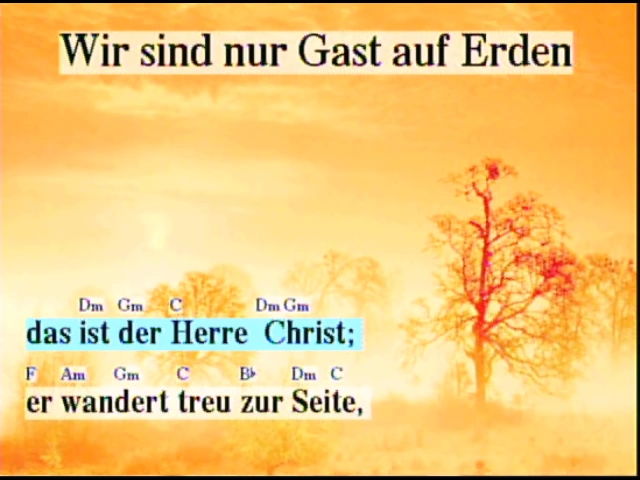 Wir sind nur Gast auf Erden
Dm Gm C Dm Gm
das ist der Herre Christ;
F Am Gm C B♭ Dm C
er wandert treu zur Seite,